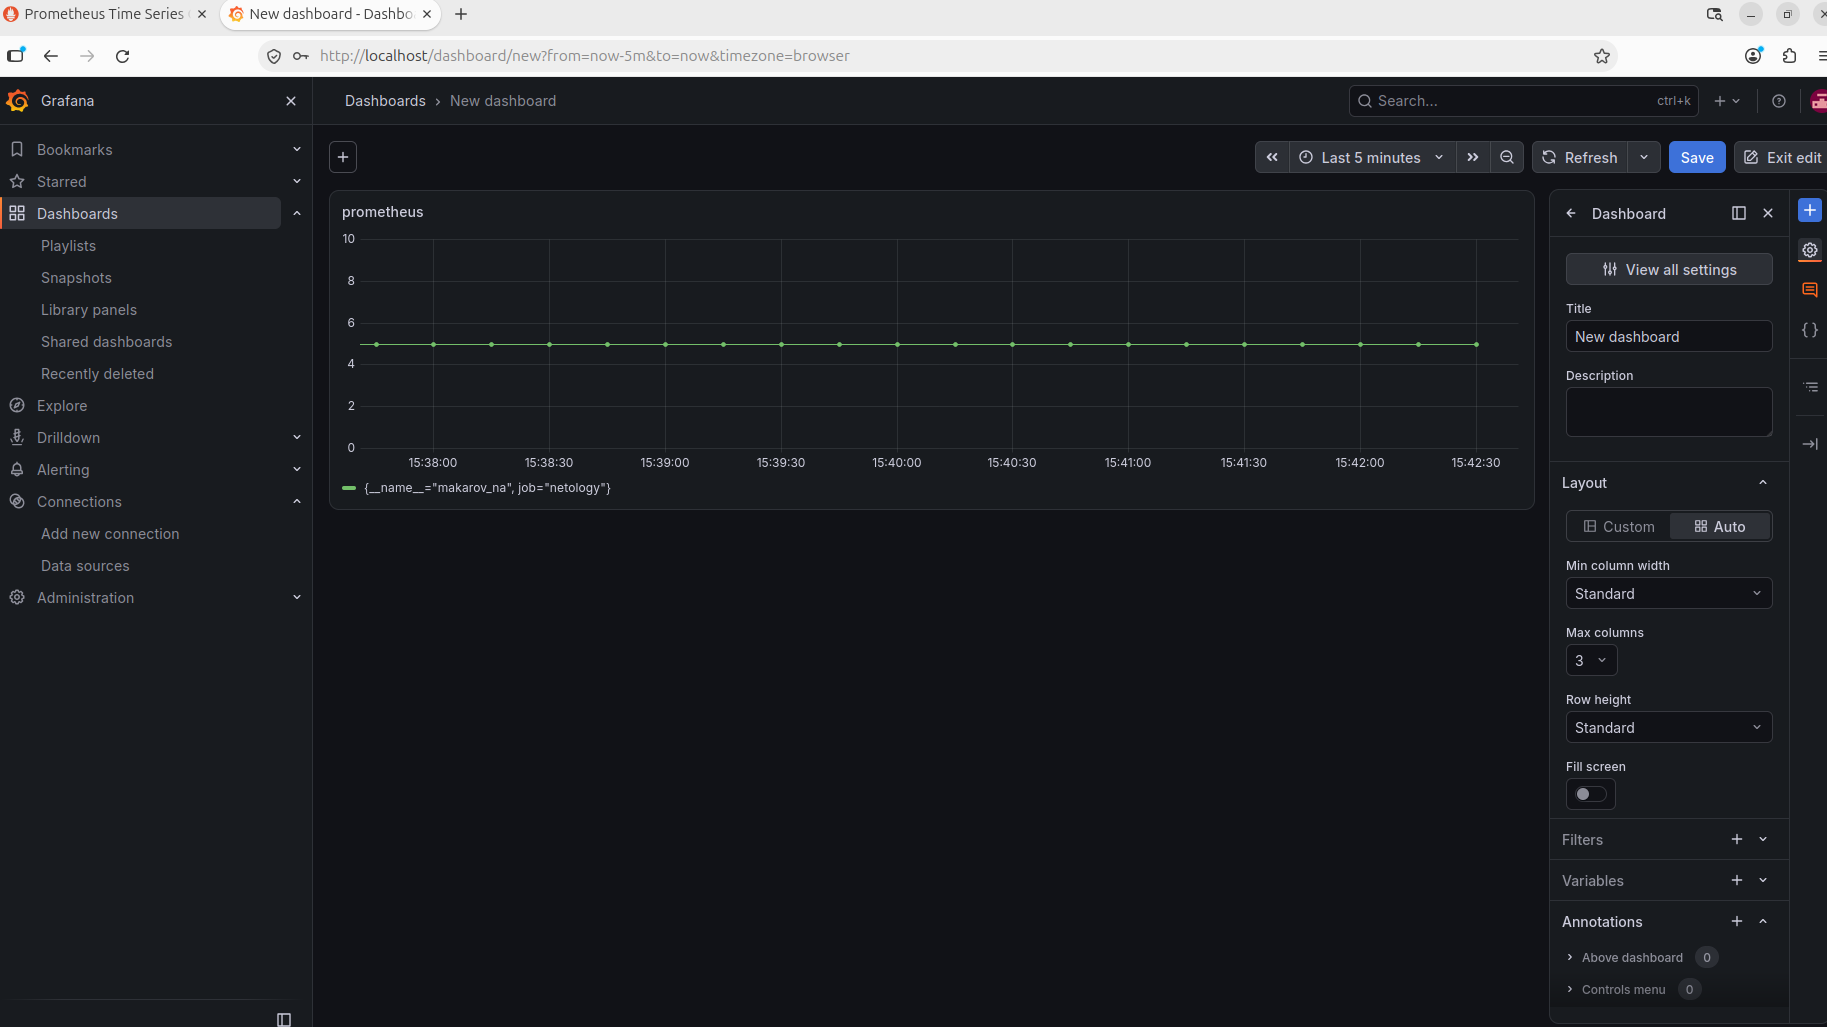 Prometheus Time Series
New dashboard - Dashbo
http://localhost/dashboard/new?from=now-5m&to=now&timezone=browser
Grafana
Dashboards › New dashboard
Search...
ctrl+k
Bookmarks
Starred
Dashboards
Playlists
Snapshots
Library panels
Shared dashboards
Recently deleted
Explore
Drilldown
Alerting
Connections
Add new connection
Data sources
Administration
Last 5 minutes
Refresh
Save
Exit edit
prometheus
10
8
6
4
2
0
15:38:00 15:38:30 15:39:00 15:39:30 15:40:00 15:40:30 15:41:00 15:41:30 15:42:00 15:42:30
{__name__="makarov_na", job="netology"}
Dashboard
View all settings
Title
New dashboard
Description
Layout
Custom
Auto
Min column width
Standard
Max columns
3
Row height
Standard
Fill screen
Filters
Variables
Annotations
Above dashboard 0
Controls menu 0